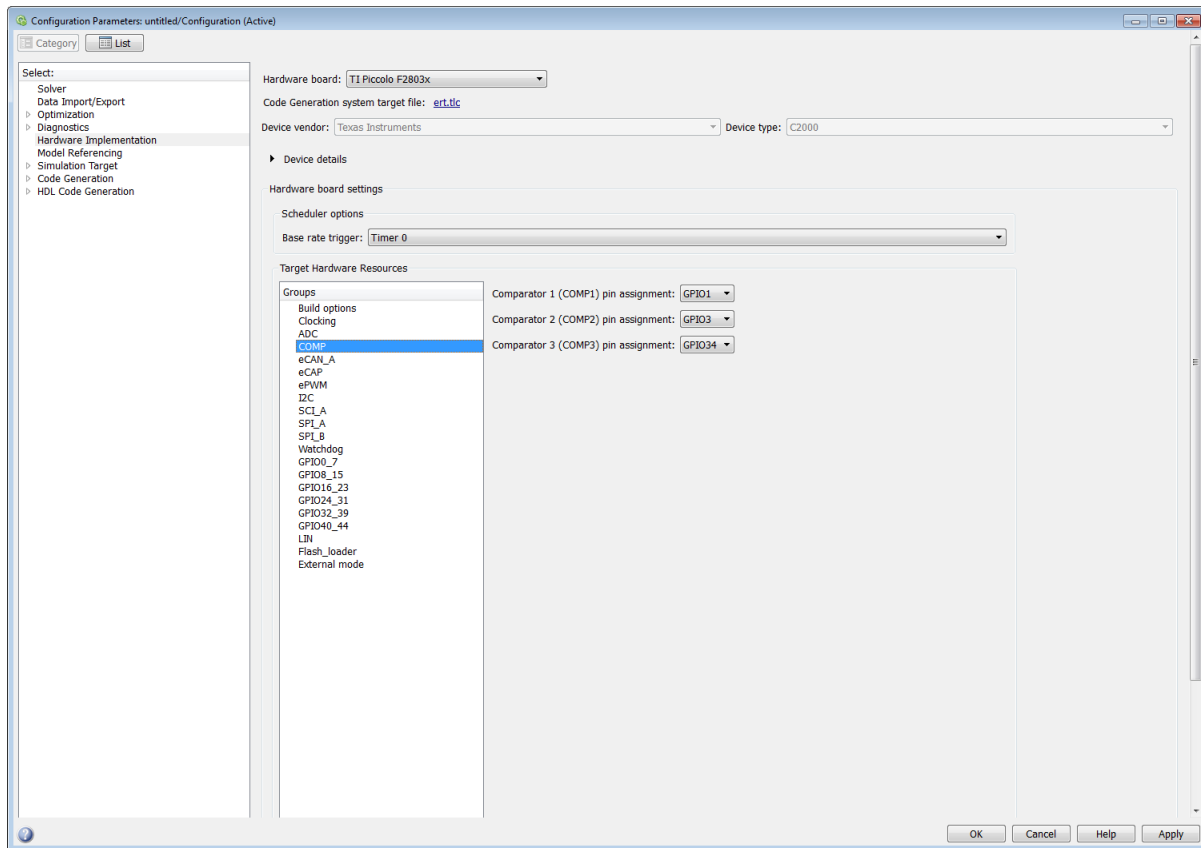 Configuration Parameters: untitled/Configuration (Active)
Category
List
Select:
Solver
Data Import/Export
Optimization
Diagnostics
Hardware Implementation
Model Referencing
Simulation Target
Code Generation
HDL Code Generation
Hardware board: TI Piccolo F2803x
Code Generation system target file: ert.tlc
Device vendor: Texas Instruments Device type: C2000
Device details
Hardware board settings
Scheduler options
Base rate trigger: Timer 0
Target Hardware Resources
Groups
Build options
Clocking
ADC
COMP
eCAN_A
eCAP
ePWM
I2C
SCI_A
SPI_A
SPI_B
Watchdog
GPIO0_7
GPIO8_15
GPIO16_23
GPIO24_31
GPIO32_39
GPIO40_44
LIN
Flash_loader
External mode
Comparator 1 (COMP1) pin assignment: GPIO1
Comparator 2 (COMP2) pin assignment: GPIO3
Comparator 3 (COMP3) pin assignment: GPIO34
OK Cancel Help Apply